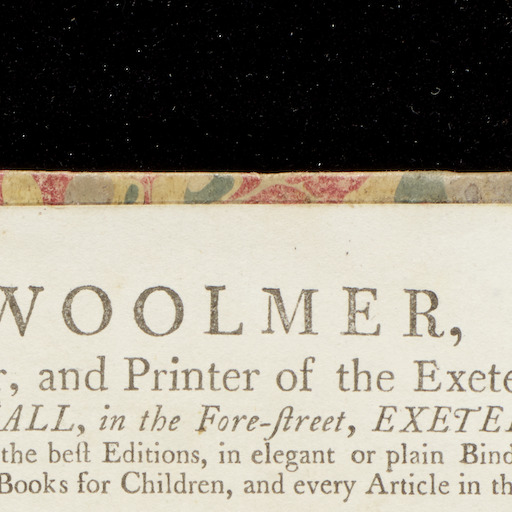 WOOLMER,
r, and Printer of the Exete
ALL, in the Fore-ſtreet, EXETE
the beſt Editions, in elegant or plain Bind
Books for Children, and every Article in th